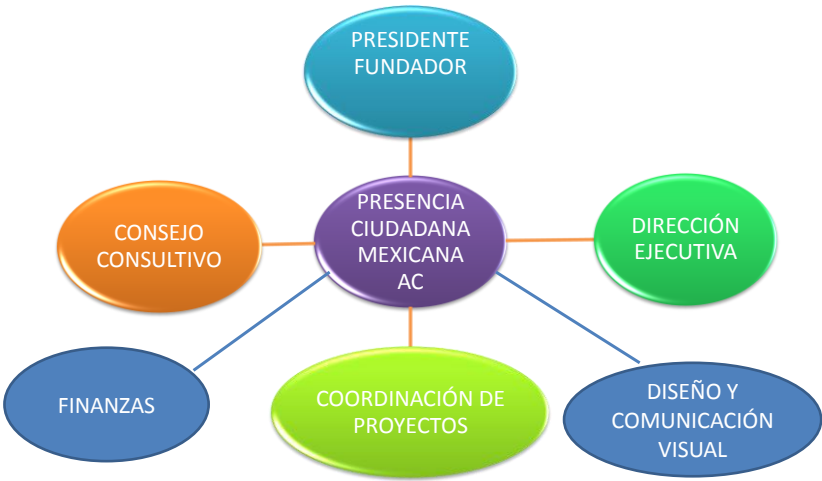 PRESIDENTE
FUNDADOR
CONSEJO
CONSULTIVO
PRESENCIA
CIUDADANA
MEXICANA
AC
DIRECCIÓN
EJECUTIVA
FINANZAS
COORDINACIÓN DE
PROYECTOS
DISEÑO Y
COMUNICACIÓN
VISUAL